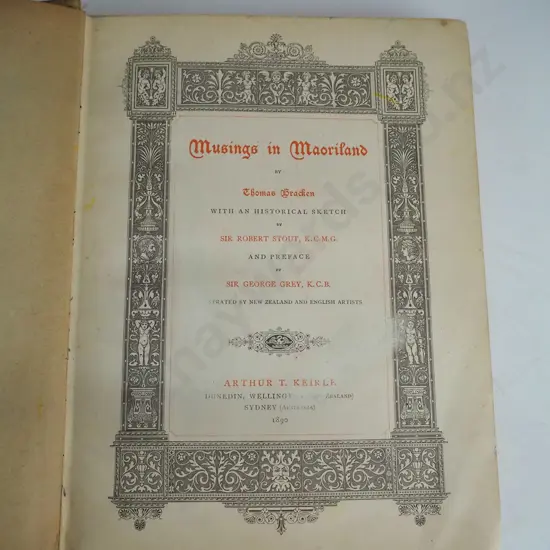 Musings in Maoriland
BY
Thomas Bracken
WITH AN HISTORICAL SKETCH
BY
SIR ROBERT STOUT, K.C.M.G.
AND PREFACE
BY
SIR GEORGE GREY, K.C.B.
BY NEW ZEALAND AND ENGLISH ARTISTS
ARTHUR T. KEIRLE
DUNEDIN, WELLINGT
SYDNEY
1890